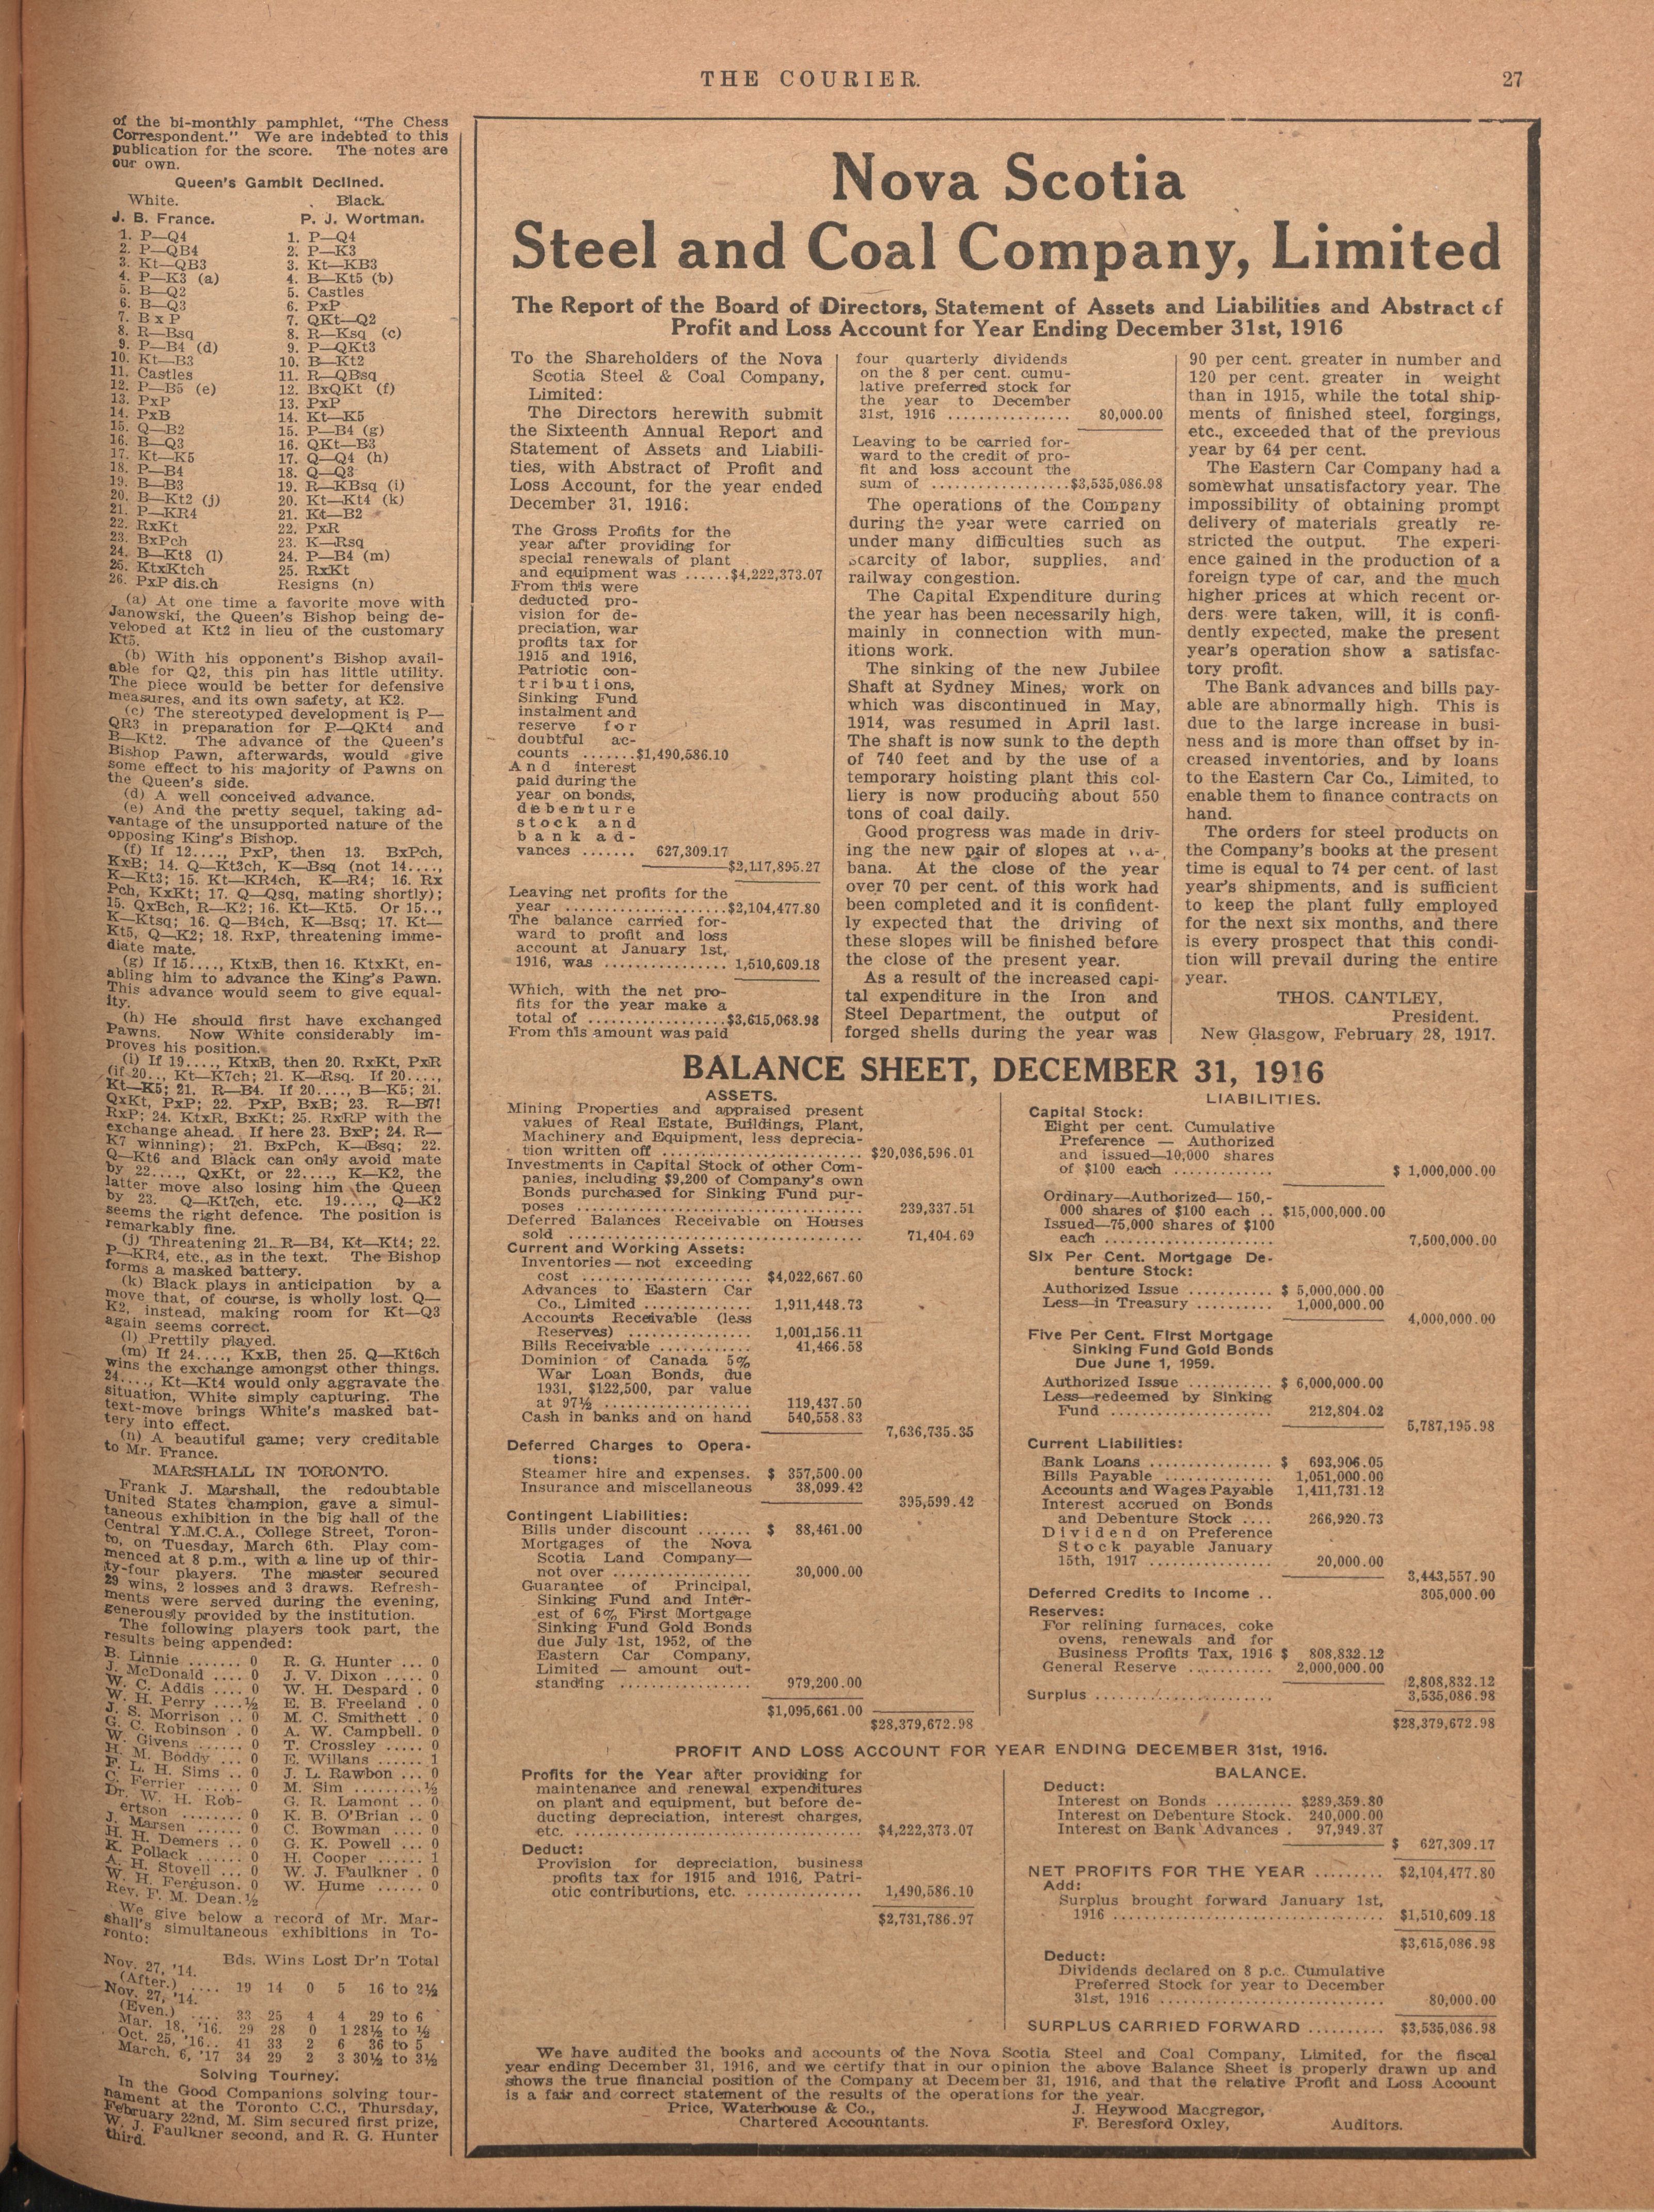 THE COURIER.
27
of the bi-monthly pamphlet, "The Chess
Correspondent." We are indebted to this
publication for the score. The notes are
our own.
Queen's Gambit Declined.
White. Black.
J. B. France. P. J. Wortman.
1. P—Q4 1. P—Q4
2. P—QB4 2. P—K3
3. Kt—QB3 3. Kt—KB3
4. P—K3 (a) 4. B—Kt5 (b)
5. B—Q2 5. Castles
6. B—Q3 6. PxP
7. B x P 7. QKt—Q2
8. R—Bsq 8. R—Ksq (c)
9. P—B4 (d) 9. P—QKt3
10. Kt—B3 10. B—Kt2
11. Castles 11. R—QBsq
12. P—B5 (e) 12. BxQKt (f)
13. PxP 13. PxP
14. PxB 14. Kt—K5
15. Q—B2 15. P—B4 (g)
16. B—Q3 16. QKt—B3
17. Kt—K5 17. Q—Q4 (h)
18. P—B4 18. Q—Q3
19. B—B3 19. R—KBsq (i)
20. B—Kt2 (j) 20. Kt—Kt4 (k)
21. P—KR4 21. Kt—B2
22. RxKt 22. PxR
23. BxPch 23. K—Rsq
24. B—Kt8 (l) 24. P—B4 (m)
25. KtxKtch 25. RxKt
26. PxP dis.ch Resigns (n)
(a) At one time a favorite move with
Janowski, the Queen's Bishop being de-
veloped at Kt2 in lieu of the customary
Kt5.
(b) With his opponent's Bishop avail-
able for Q2, this pin has little utility.
The piece would be better for defensive
measures, and its own safety, at K2.
(c) The stereotyped development is P—
QR3 in preparation for P—QKt4 and
B—Kt2. The advance of the Queen's
Bishop Pawn, afterwards, would give
some effect to his majority of Pawns on
the Queen's side.
(d) A well conceived advance.
(e) And the pretty sequel, taking ad-
vantage of the unsupported nature of the
opposing King's Bishop.
(f) If 12...., PxP, then 13. BxPch,
KxB; 14. Q—Kt3ch, K—Bsq (not 14....,
K—Kt3; 15. Kt—KR4ch, K—R4; 16. Rx
Pch, KxKt; 17. Q—Qsq, mating shortly);
15. QxBch, R—K2; 16. Kt—Kt5. Or 15..,
K—Ktsq; 16. Q—B4ch, K—Bsq; 17. Kt—
Kt5, Q—K2; 18. RxP, threatening imme-
diate mate.
(g) If 15...., KtxB, then 16. KtxKt, en-
abling him to advance the King's Pawn.
This advance would seem to give equal-
ity.
(h) He should first have exchanged
Pawns. Now White considerably im-
proves his position.
(i) If 19...., KtxB, then 20. RxKt, PxR
(if 20.., Kt—K7ch; 21. K—Rsq. If 20....,
Kt—K5; 21. R—B4. If 20...., B—K5; 21.
QxKt, PxP; 22. PxP, BxB; 23. R—B7!
RxP; 24. KtxR, BxKt; 25. RxRP with the
exchange ahead. If here 23. BxP; 24. R—
K7 winning); 21. BxPch, K—Bsq; 22.
Q—Kt6 and Black can only avoid mate
by 22...., QxKt, or 22...., K—K2, the
latter move also losing him the Queen
by 23. Q—Kt7ch, etc. 19...., Q—K2
seems the right defence. The position is
remarkably fine.
(j) Threatening 21. R—B4, Kt—Kt4; 22.
P—KR4, etc., as in the text. The Bishop
forms a masked battery.
(k) Black plays in anticipation by a
move that, of course, is wholly lost. Q—
K2, instead, making room for Kt—Q3
again seems correct.
(l) Prettily played.
(m) If 24...., KxB, then 25. Q—Kt6ch
wins the exchange amongst other things.
24...., Kt—Kt4 would only aggravate the
situation, White simply capturing. The
text-move brings White's masked bat-
tery into effect.
(n) A beautiful game; very creditable
to Mr. France.
MARSHALL IN TORONTO.
Frank J. Marshall, the redoubtable
United States champion, gave a simul-
taneous exhibition in the big hall of the
Central Y.M.C.A., College Street, Toron-
to, on Tuesday, March 6th. Play com-
menced at 8 p.m., with a line up of thir-
ty-four players. The master secured
29 wins, 2 losses and 3 draws. Refresh-
ments were served during the evening,
generously provided by the institution.
The following players took part, the
results being appended:
B. Linnie ....... 0 R. G. Hunter ... 0
J. McDonald .... 0 J. V. Dixon ..... 0
W. C. Addis .... 0 W. H. Despard . 0
W. H. Perry .... ½ E. B. Freeland . 0
J. S. Morrison .. 0 M. C. Smithett . 0
G. C. Robinson . 0 A. W. Campbell. 0
W. Givens ...... 0 T. Crossley ..... 0
H. M. Boddy ... 0 E. Willans ...... 1
F. L. H. Sims .. 0 J. L. Rawbon ... 0
C. Ferrier ...... 0 M. Sim ......... ½
Dr. W. H. Rob- G. R. Lamont .. 0
ertson ........ 0 K. B. O'Brian .. 0
J. Marsen ...... 0 C. Bowman .... 0
H. H. Demers .. 0 G. K. Powell ... 0
K. Pollack ...... 0 H. Cooper ...... 1
A. H. Stovell ... 0 W. J. Faulkner . 0
W. H. Ferguson. 0 W. Hume ...... 0
Rev. F. M. Dean. ½
We give below a record of Mr. Mar-
shall's simultaneous exhibitions in To-
ronto:
Bds. Wins Lost Dr'n Total
Nov. 27, '14.
(After.) .... 19 14 0 5 16 to 2½
Nov. 27, '14.
(Even.) .... 33 25 4 4 29 to 6
Mar. 18, '16. 29 28 0 1 28½ to ½
Oct. 25, '16.. 41 33 2 6 36 to 5
March. 6, '17 34 29 2 3 30½ to 3½
Solving Tourney.
In the Good Companions solving tour-
nament at the Toronto C.C., Thursday,
February 22nd, M. Sim secured first prize,
W. J. Faulkner second, and R. G. Hunter
third.
Nova Scotia
Steel and Coal Company, Limited
The Report of the Board of Directors, Statement of Assets and Liabilities and Abstract of
Profit and Loss Account for Year Ending December 31st, 1916
To the Shareholders of the Nova
Scotia Steel & Coal Company,
Limited:
The Directors herewith submit
the Sixteenth Annual Report and
Statement of Assets and Liabili-
ties, with Abstract of Profit and
Loss Account, for the year ended
December 31, 1916:
The Gross Profits for the
year after providing for
special renewals of plant
and equipment was ......$4,222,373.07
From this were
deducted pro-
vision for de-
preciation, war
profits tax for
1915 and 1916,
Patriotic con-
tributions,
Sinking Fund
instalment and
reserve for
doubtful ac-
counts .......$1,490,586.10
And interest
paid during the
year on bonds,
debenture
stock and
bank ad-
vances ....... 627,309.17
$2,117,895.27
Leaving net profits for the
year ......................$2,104,477.80
The balance carried for-
ward to profit and loss
account at January 1st,
1916, was ............... 1,510,609.18
Which, with the net pro-
fits for the year make a
total of ..................$3,615,068.98
From this amount was paid
four quarterly dividends
on the 8 per cent. cumu-
lative preferred stock for
the year to December
31st, 1916 ................ 80,000.00
Leaving to be carried for-
ward to the credit of pro-
fit and loss account the
sum of ..................$3,535,086.98
The operations of the Company
during the year were carried on
under many difficulties such as
scarcity of labor, supplies, and
railway congestion.
The Capital Expenditure during
the year has been necessarily high,
mainly in connection with mun-
itions work.
The sinking of the new Jubilee
Shaft at Sydney Mines, work on
which was discontinued in May,
1914, was resumed in April last.
The shaft is now sunk to the depth
of 740 feet and by the use of a
temporary hoisting plant this col-
liery is now producing about 550
tons of coal daily.
Good progress was made in driv-
ing the new pair of slopes at
bana. At the close of the year
over 70 per cent. of this work had
been completed and it is confident-
ly expected that the driving of
these slopes will be finished before
the close of the present year.
As a result of the increased capi-
tal expenditure in the Iron and
Steel Department, the output of
forged shells during the year was
90 per cent. greater in number and
120 per cent. greater in weight
than in 1915, while the total ship-
ments of finished steel, forgings,
etc., exceeded that of the previous
year by 64 per cent.
The Eastern Car Company had a
somewhat unsatisfactory year. The
impossibility of obtaining prompt
delivery of materials greatly re-
stricted the output. The experi-
ence gained in the production of a
foreign type of car, and the much
higher prices at which recent or-
ders were taken, will, it is confi-
dently expected, make the present
year's operation show a satisfac-
tory profit.
The Bank advances and bills pay-
able are abnormally high. This is
due to the large increase in busi-
ness and is more than offset by in-
creased inventories, and by loans
to the Eastern Car Co., Limited, to
enable them to finance contracts on
hand.
The orders for steel products on
the Company's books at the present
time is equal to 74 per cent. of last
year's shipments, and is sufficient
to keep the plant fully employed
for the next six months, and there
is every prospect that this condi-
tion will prevail during the entire
year.
THOS. CANTLEY,
President.
New Glasgow, February 28, 1917.
BALANCE SHEET, DECEMBER 31, 1916
ASSETS.
Mining Properties and appraised present
values of Real Estate, Buildings, Plant,
Machinery and Equipment, less deprecia-
tion written off ......................... $20,036,596.01
Investments in Capital Stock of other Com-
panies, including $9,200 of Company's own
Bonds purchased for Sinking Fund pur-
poses .................................. 239,337.51
Deferred Balances Receivable on Houses
sold .................................... 71,404.69
Current and Working Assets:
Inventories—not exceeding
cost ..................... $4,022,667.60
Advances to Eastern Car
Co., Limited .............. 1,911,448.73
Accounts Receivable (less
Reserves) ................ 1,001,156.11
Bills Receivable ............ 41,466.58
Dominion of Canada 5%
War Loan Bonds, due
1931, $122,500, par value
at 97½ .................. 119,437.50
Cash in banks and on hand 540,558.83
7,636,735.35
Deferred Charges to Opera-
tions:
Steamer hire and expenses. $ 357,500.00
Insurance and miscellaneous 38,099.42
395,599.42
Contingent Liabilities:
Bills under discount ....... $ 88,461.00
Mortgages of the Nova
Scotia Land Company—
not over ................. 30,000.00
Guarantee of Principal,
Sinking Fund and Inter-
est of 6% First Mortgage
Sinking Fund Gold Bonds
due July 1st, 1952, of the
Eastern Car Company,
Limited — amount out-
standing ................ 979,200.00
$1,095,661.00
$28,379,672.98
LIABILITIES.
Capital Stock:
Eight per cent. Cumulative
Preference — Authorized
and issued—10,000 shares
of $100 each ............. $ 1,000,000.00
Ordinary—Authorized—150,-
000 shares of $100 each .. $15,000,000.00
Issued—75,000 shares of $100
each ..................... 7,500,000.00
Six Per Cent. Mortgage De-
benture Stock:
Authorized Issue ........... $ 5,000,000.00
Less—in Treasury .......... 1,000,000.00
4,000,000.00
Five Per Cent. First Mortgage
Sinking Fund Gold Bonds
Due June 1, 1959.
Authorized Issue ........... $ 6,000,000.00
Less—redeemed by Sinking
Fund .................... 212,804.02
5,787,195.98
Current Liabilities:
Bank Loans ............... $ 693,906.05
Bills Payable ............. 1,051,000.00
Accounts and Wages Payable 1,411,731.12
Interest accrued on Bonds
and Debenture Stock .... 266,920.73
Dividend on Preference
Stock payable January
15th, 1917 ................ 20,000.00
3,443,557.90
Deferred Credits to Income .. 305,000.00
Reserves:
For relining furnaces, coke
ovens, renewals and for
Business Profits Tax, 1916 $ 808,832.12
General Reserve .......... 2,000,000.00
2,808,832.12
Surplus ...................... 3,535,086.98
$28,379,672.98
PROFIT AND LOSS ACCOUNT FOR YEAR ENDING DECEMBER 31st, 1916.
Profits for the Year after providing for
maintenance and renewal expenditures
on plant and equipment, but before de-
ducting depreciation, interest charges,
etc. .................................... $4,222,373.07
Deduct:
Provision for depreciation, business
profits tax for 1915 and 1916, Patri-
otic contributions, etc. .............. 1,490,586.10
$2,731,786.97
BALANCE.
Deduct:
Interest on Bonds .......... $289,359.80
Interest on Debenture Stock. 240,000.00
Interest on Bank Advances . 97,949.37
$ 627,309.17
NET PROFITS FOR THE YEAR ......... $2,104,477.80
Add:
Surplus brought forward January 1st,
1916 .................................. $1,510,609.18
$3,615,086.98
Deduct:
Dividends declared on 8 p.c. Cumulative
Preferred Stock for year to December
31st, 1916 ............................ 80,000.00
SURPLUS CARRIED FORWARD .......... $3,535,086.98
We have audited the books and accounts of the Nova Scotia Steel and Coal Company, Limited, for the fiscal
year ending December 31, 1916, and we certify that in our opinion the above Balance Sheet is properly drawn up and
shows the true financial position of the Company at December 31, 1916, and that the relative Profit and Loss Account
is a fair and correct statement of the results of the operations for the year.
Price, Waterhouse & Co.,
Chartered Accountants.
J. Heywood Macgregor,
F. Beresford Oxley, Auditors.